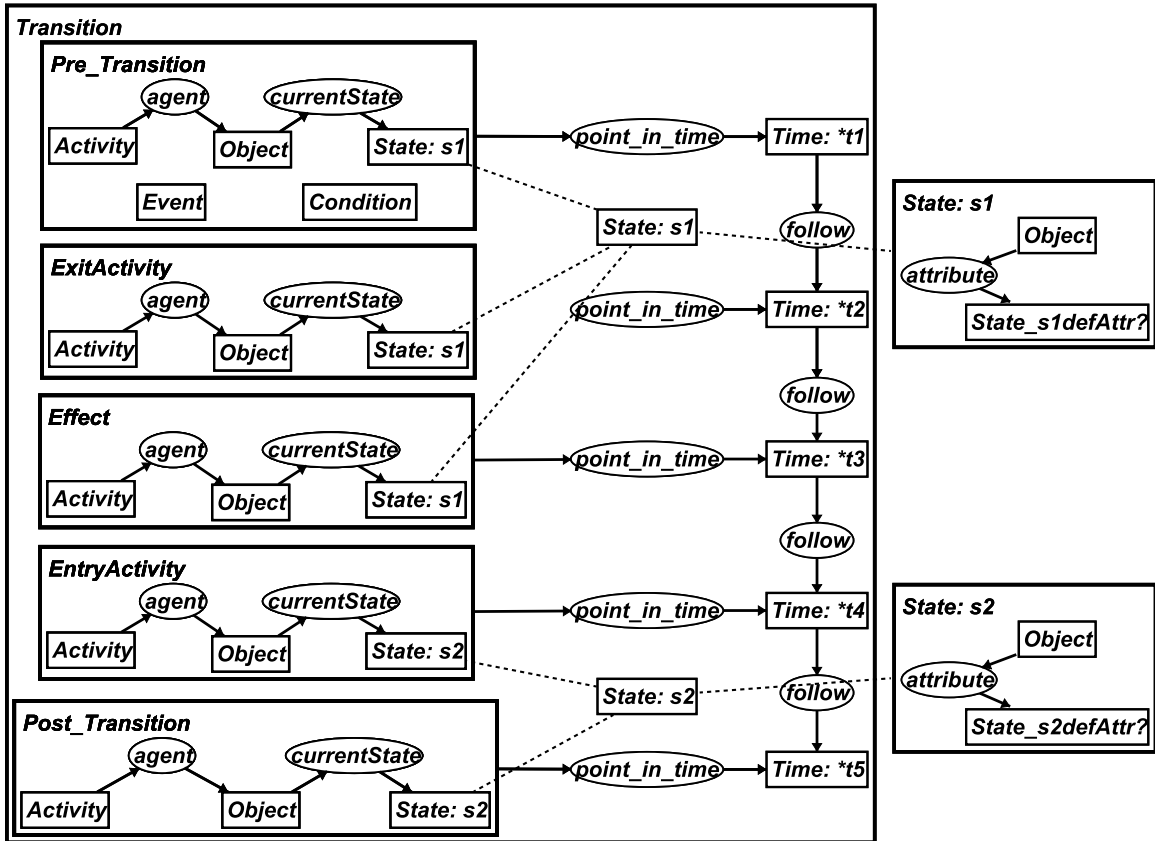 Transition
Pre_Transition
agent
currentState
Activity
Object
State: s1
Event
Condition
point_in_time
Time: *t1
follow
State: s1
ExitActivity
agent
currentState
Activity
Object
State: s1
point_in_time
Time: *t2
follow
Effect
agent
currentState
Activity
Object
State: s1
point_in_time
Time: *t3
follow
EntryActivity
agent
currentState
Activity
Object
State: s2
point_in_time
Time: *t4
follow
State: s2
Post_Transition
agent
currentState
Activity
Object
State: s2
point_in_time
Time: *t5
State: s1
Object
attribute
State_s1defAttr?
State: s2
Object
attribute
State_s2defAttr?